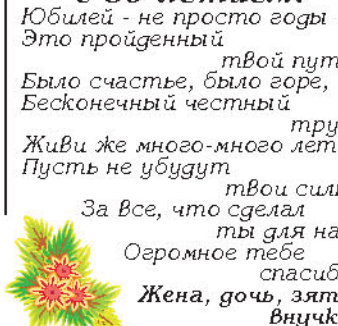 Юбилей - не просто годы -
Это пройденный
твой пут
Было счастье, было горе,
Бесконечный честный
тру
Живи же много-много лет
Пусть не убудут
твои сил
За все, что сделал
ты для на
Огромное тебе
спасиб
Жена, дочь, зят
внучк